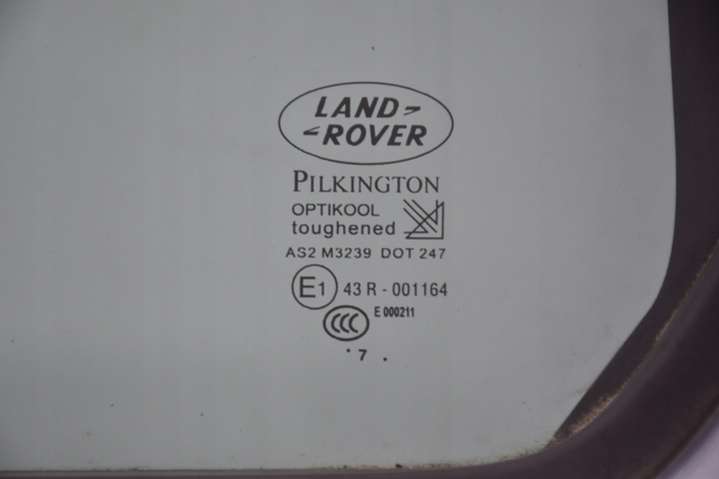 LAND
ROVER
PILKINGTON
OPTIKOOL
toughened
AS2 M3239 DOT 247
E1 43 R - 001164
CCC E 000211
. 7 .